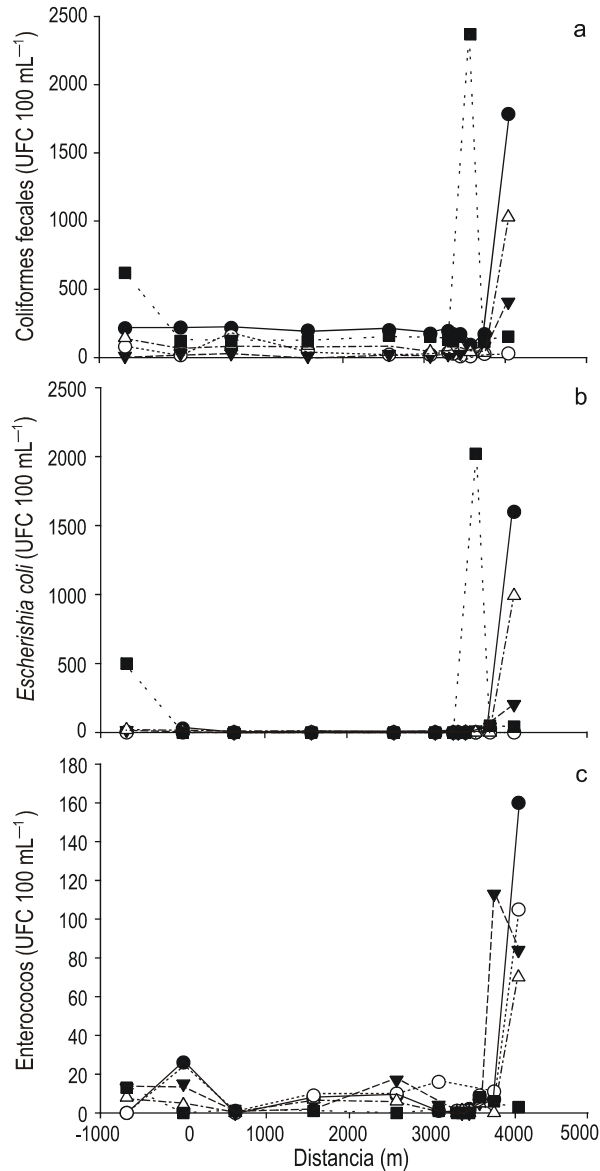 a
Coliformes fecales (UFC 100 mL—1)
2500
2000
1500
1000
500
0
b
Escherishia coli (UFC 100 mL—1)
2500
2000
1500
1000
500
0
c
Enterococos (UFC 100 mL—1)
180
160
140
120
100
80
60
40
20
0
-1000 0 1000 2000 3000 4000 5000
Distancia (m)